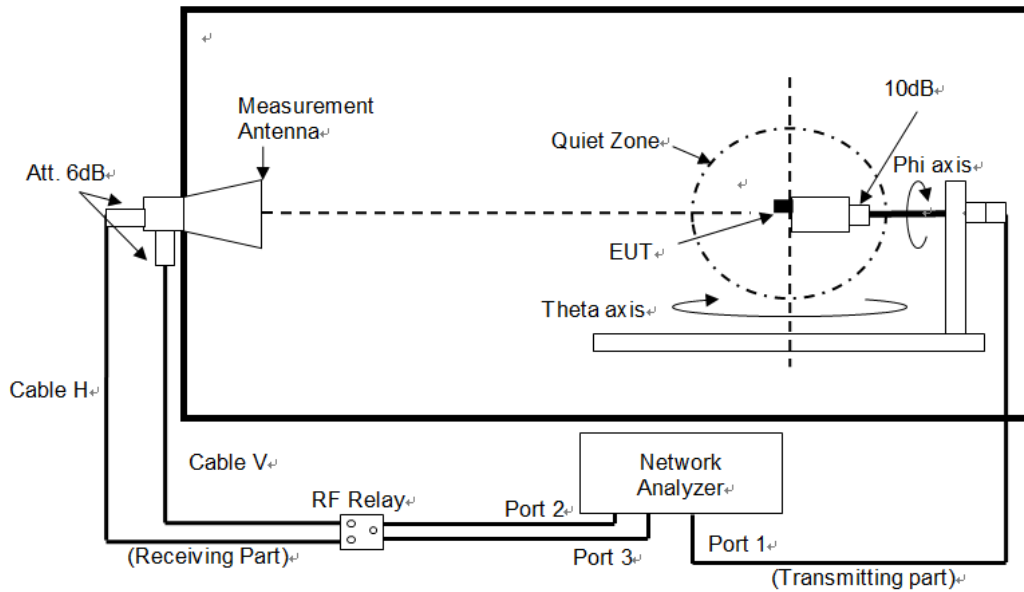 Measurement
Antenna
Att. 6dB
10dB
Quiet Zone
Phi axis
EUT
Theta axis
Cable H
Cable V
Network
Analyzer
RF Relay
Port 2
Port 3
Port 1
(Receiving Part)
(Transmitting part)